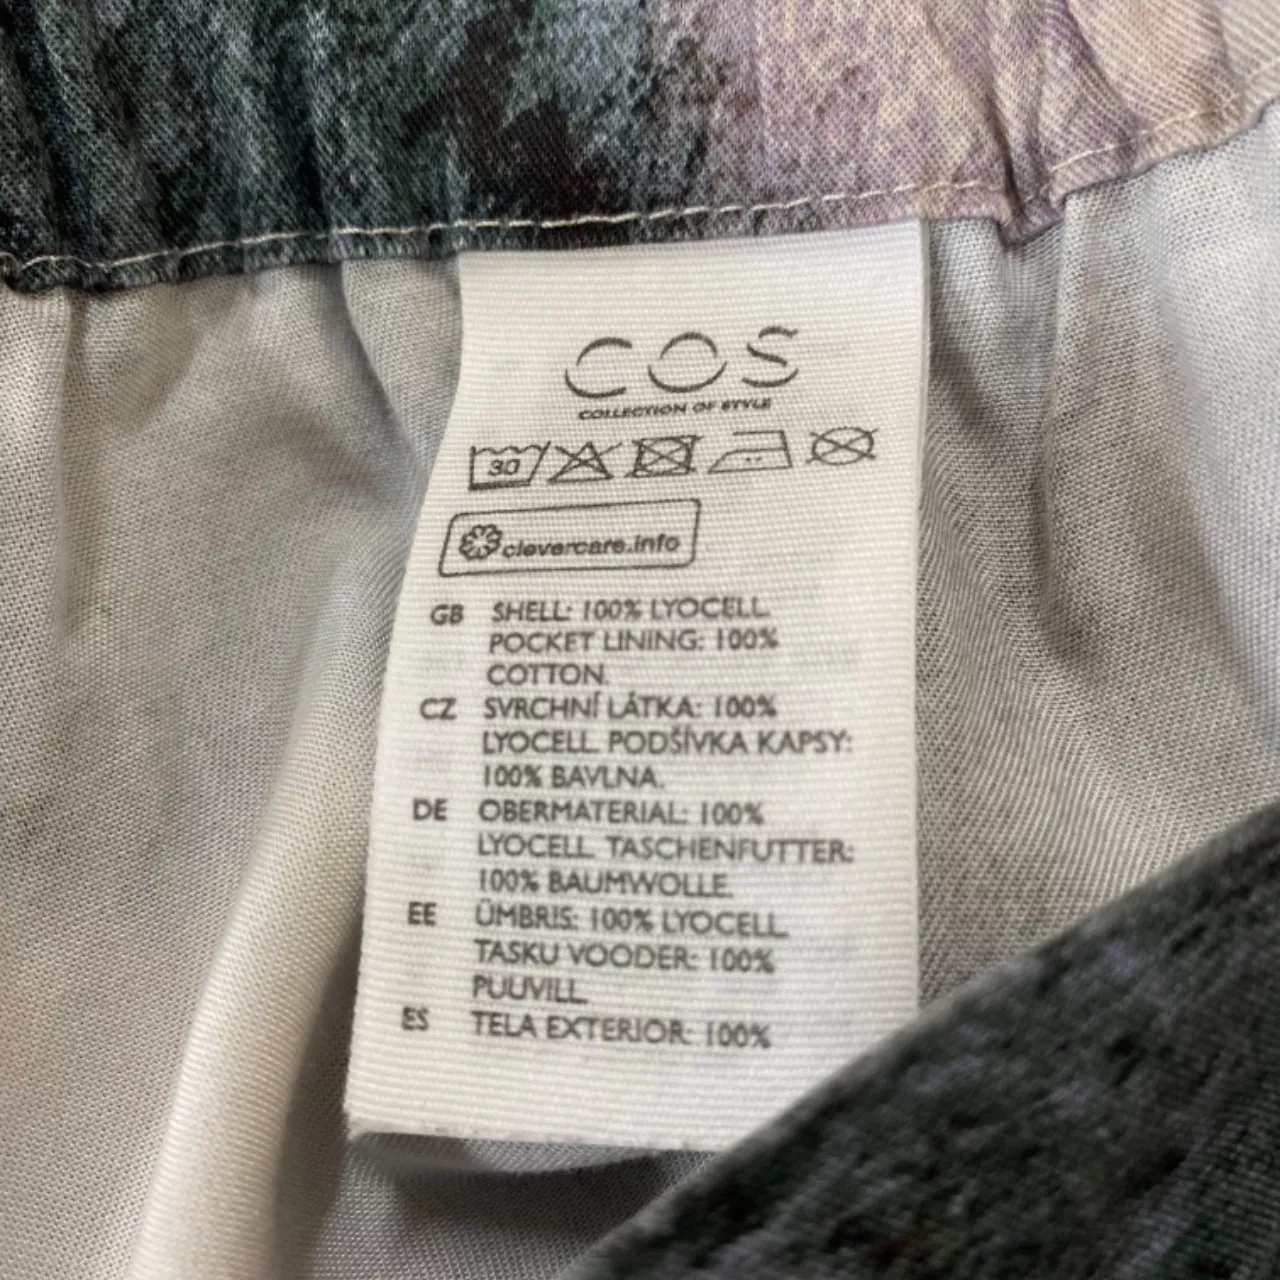 COS
COLLECTION OF STYLE
30
clevercare.info
GB SHELL: 100% LYOCELL.
POCKET LINING: 100%
COTTON.
CZ SVRCHNÍ LÁTKA: 100%
LYOCELL. PODŠÍVKA KAPSY:
100% BAVLNA.
DE OBERMATERIAL: 100%
LYOCELL. TASCHENFUTTER:
100% BAUMWOLLE.
EE ÜMBRIS: 100% LYOCELL.
TASKU VOODER: 100%
PUUVILL.
ES TELA EXTERIOR: 100%